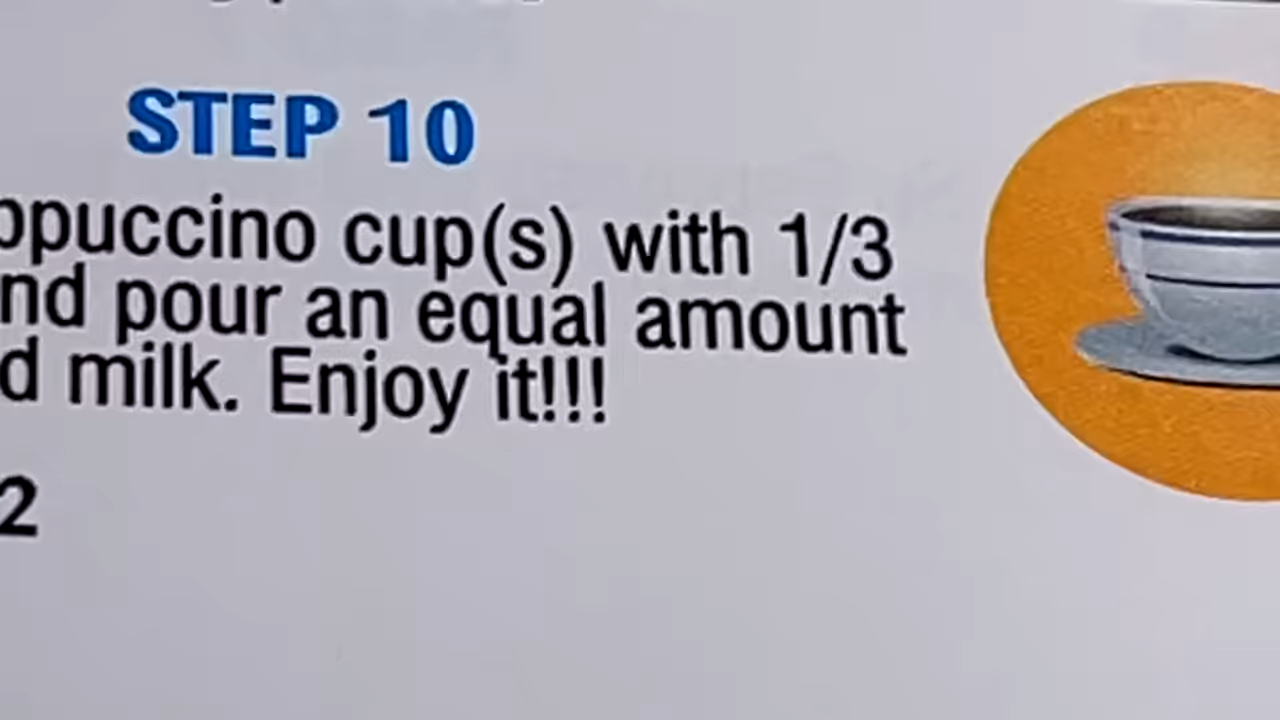 STEP 10
ppuccino cup(s) with 1/3
nd pour an equal amount
d milk. Enjoy it!!!
2